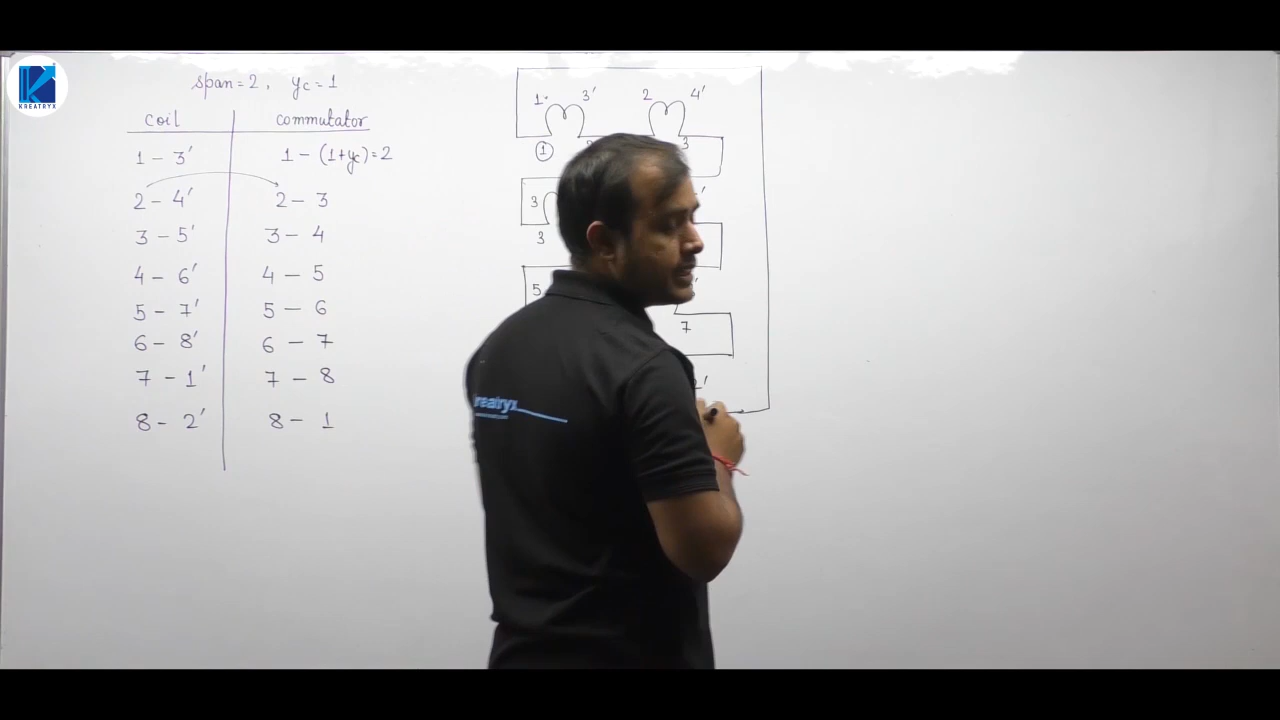 KREATRYX
span = 2, yc = 1
coil commutator
1 - 3' 1 - (1+yc) = 2
2 - 4' 2 - 3
3 - 5' 3 - 4
4 - 6' 4 - 5
5 - 7' 5 - 6
6 - 8' 6 - 7
7 - 1' 7 - 8
8 - 2' 8 - 1
1 3' 2 4'
1 3
3
3
5
7
2'
kreatryx